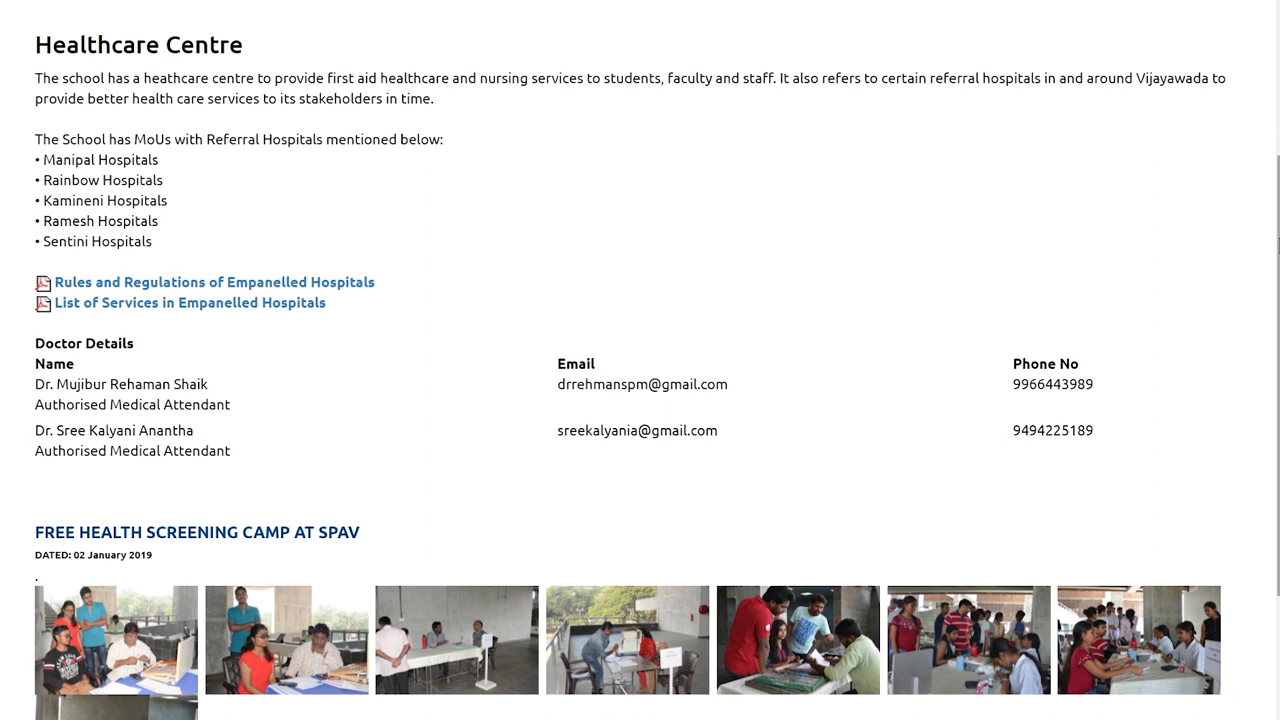 Healthcare Centre
The school has a heathcare centre to provide first aid healthcare and nursing services to students, faculty and staff. It also refers to certain referral hospitals in and around Vijayawada to
provide better health care services to its stakeholders in time.
The School has MoUs with Referral Hospitals mentioned below:
• Manipal Hospitals
• Rainbow Hospitals
• Kamineni Hospitals
• Ramesh Hospitals
• Sentini Hospitals
Rules and Regulations of Empanelled Hospitals
List of Services in Empanelled Hospitals
Doctor Details
Name Email Phone No
Dr. Mujibur Rehaman Shaik drrehmanspm@gmail.com 9966443989
Authorised Medical Attendant
Dr. Sree Kalyani Anantha sreekalyania@gmail.com 9494225189
Authorised Medical Attendant
FREE HEALTH SCREENING CAMP AT SPAV
DATED: 02 January 2019
.